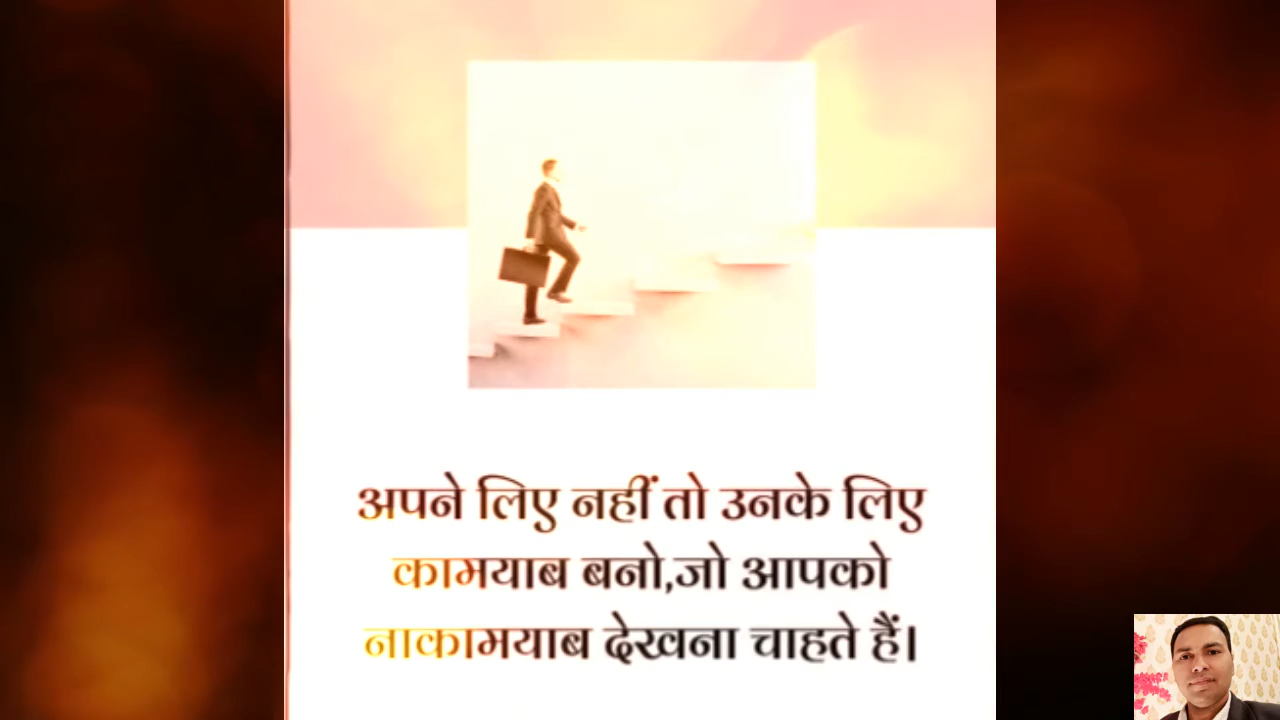 अपने लिए नहीं तो उनके लिए
कामयाब बनो,जो आपको
नाकामयाब देखना चाहते हैं।